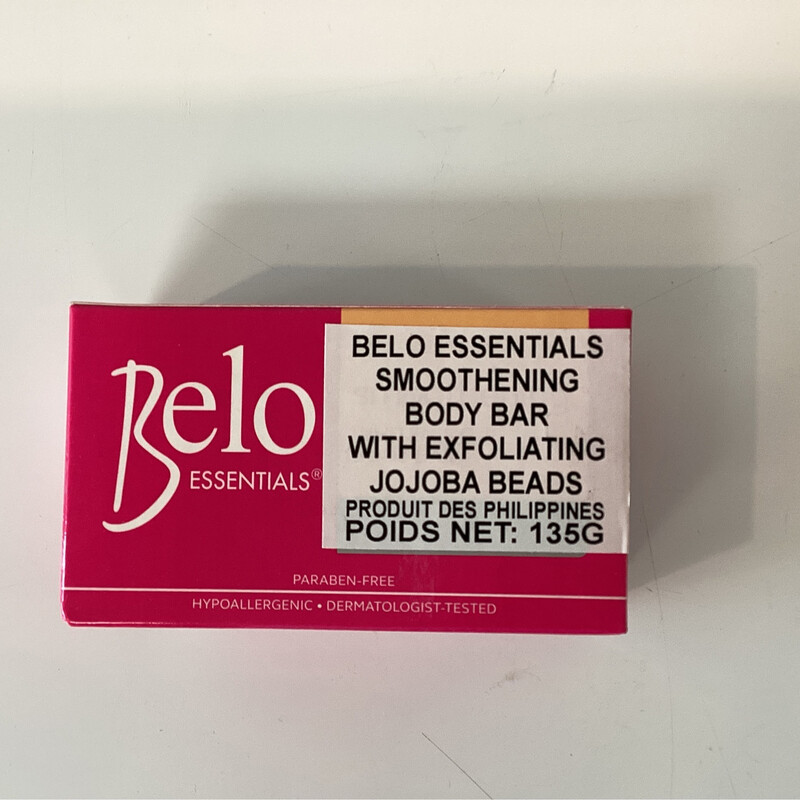 Belo
ESSENTIALS®
BELO ESSENTIALS
SMOOTHENING
BODY BAR
WITH EXFOLIATING
JOJOBA BEADS
PRODUIT DES PHILIPPINES
POIDS NET: 135G
PARABEN-FREE
HYPOALLERGENIC • DERMATOLOGIST-TESTED